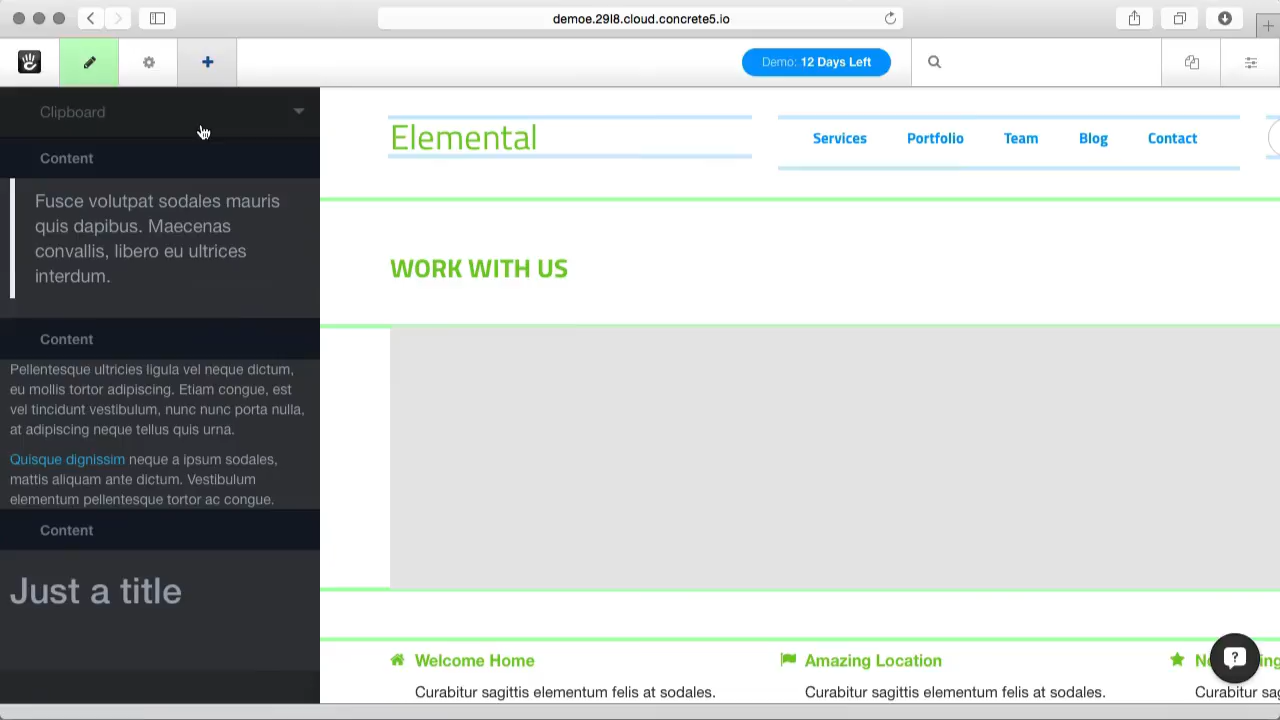 demoe.29l8.cloud.concrete5.io
Demo: 12 Days Left
Clipboard
Content
Fusce volutpat sodales mauris
quis dapibus. Maecenas
convallis, libero eu ultrices
interdum.
Content
Pellentesque ultricies ligula vel neque dictum,
eu mollis tortor adipiscing. Etiam congue, est
vel tincidunt vestibulum, nunc nunc porta nulla,
at adipiscing neque tellus quis urna.
Quisque dignissim neque a ipsum sodales,
mattis aliquam ante dictum. Vestibulum
elementum pellentesque tortor ac congue.
Content
Just a title
Elemental
Services Portfolio Team Blog Contact
WORK WITH US
Welcome Home
Curabitur sagittis elementum felis at sodales.
Amazing Location
Curabitur sagittis elementum felis at sodales.
Curabitur sa